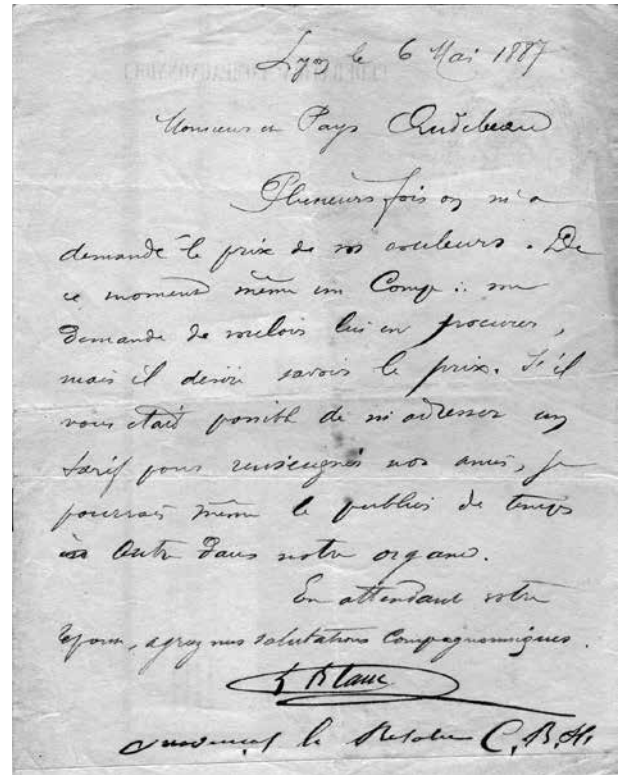 Lyon le 6 Mai 1887
Monsieur et Pays Audebeau
Plusieurs fois on m'a
demandé le prix de vos couleurs. De
ce moment même un Comp∴ me
demande de vouloir lui en procurer,
mais il désire savoir le prix. S'il
vous était possible de m'adresser un
tarif pour renseigner nos amis, je
pourrais même le publier de temps
en autre dans notre organe.
En attendant votre
réponse, agréez mes salutations Compagnonniques.
Blanc
Provençal le Résolu C.B.H.